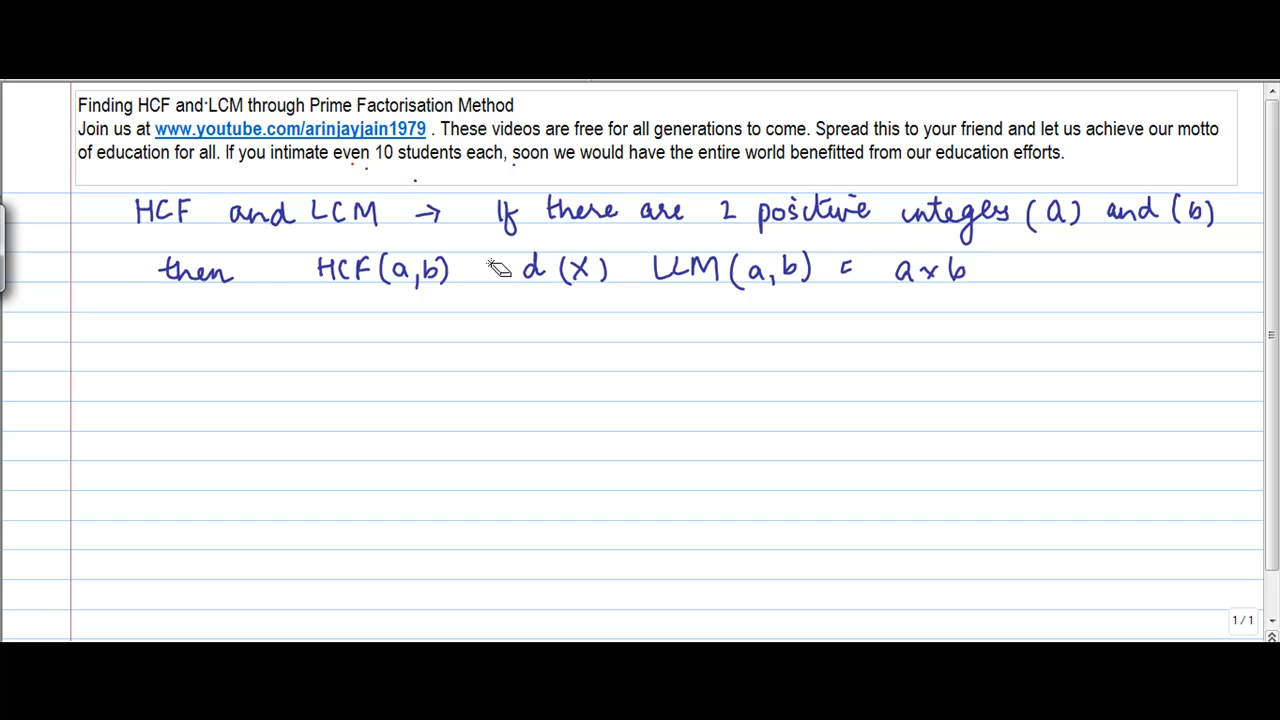 Finding HCF and LCM through Prime Factorisation Method
Join us at www.youtube.com/arinjayjain1979 . These videos are free for all generations to come. Spread this to your friend and let us achieve our motto
of education for all. If you intimate even 10 students each, soon we would have the entire world benefitted from our education efforts.
HCF and LCM → If there are 2 positive integes (a) and (b)
then HCF(a,b) d (X) LCM(a,b) = a×b
1 / 1